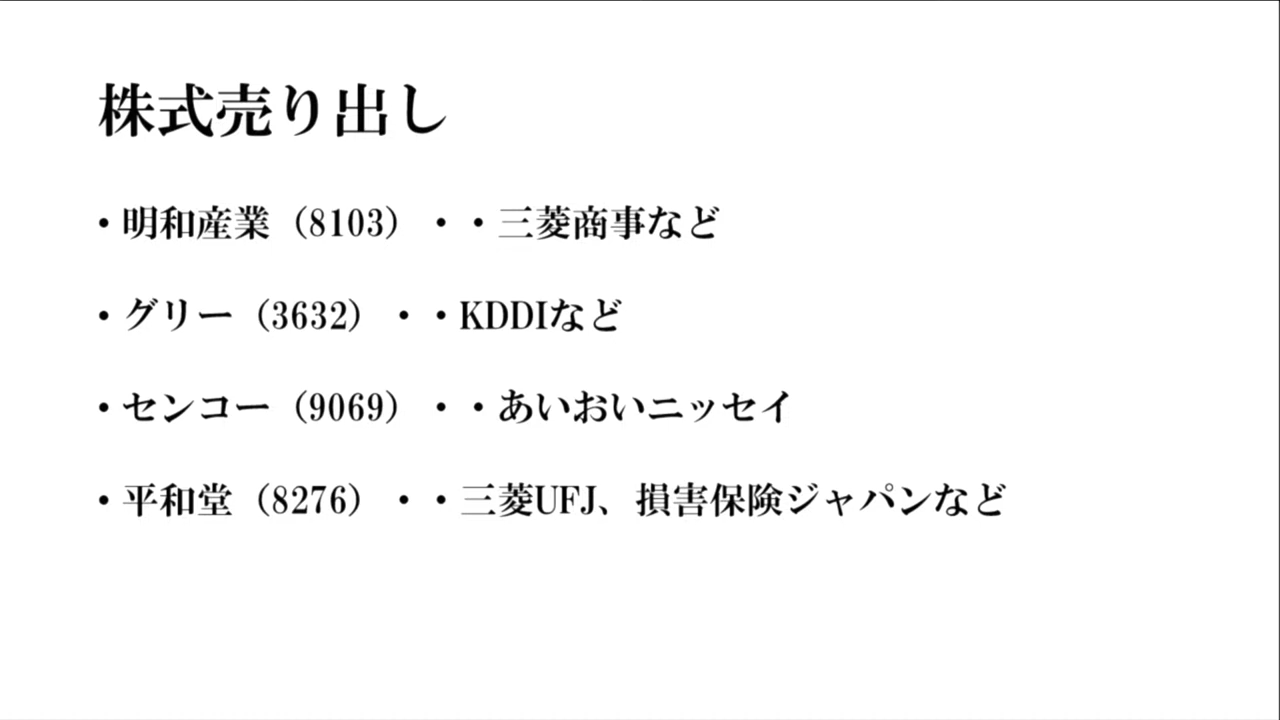 株式売り出し
・明和産業（8103）・・三菱商事など
・グリー（3632）・・KDDIなど
・センコー（9069）・・あいおいニッセイ
・平和堂（8276）・・三菱UFJ、損害保険ジャパンなど